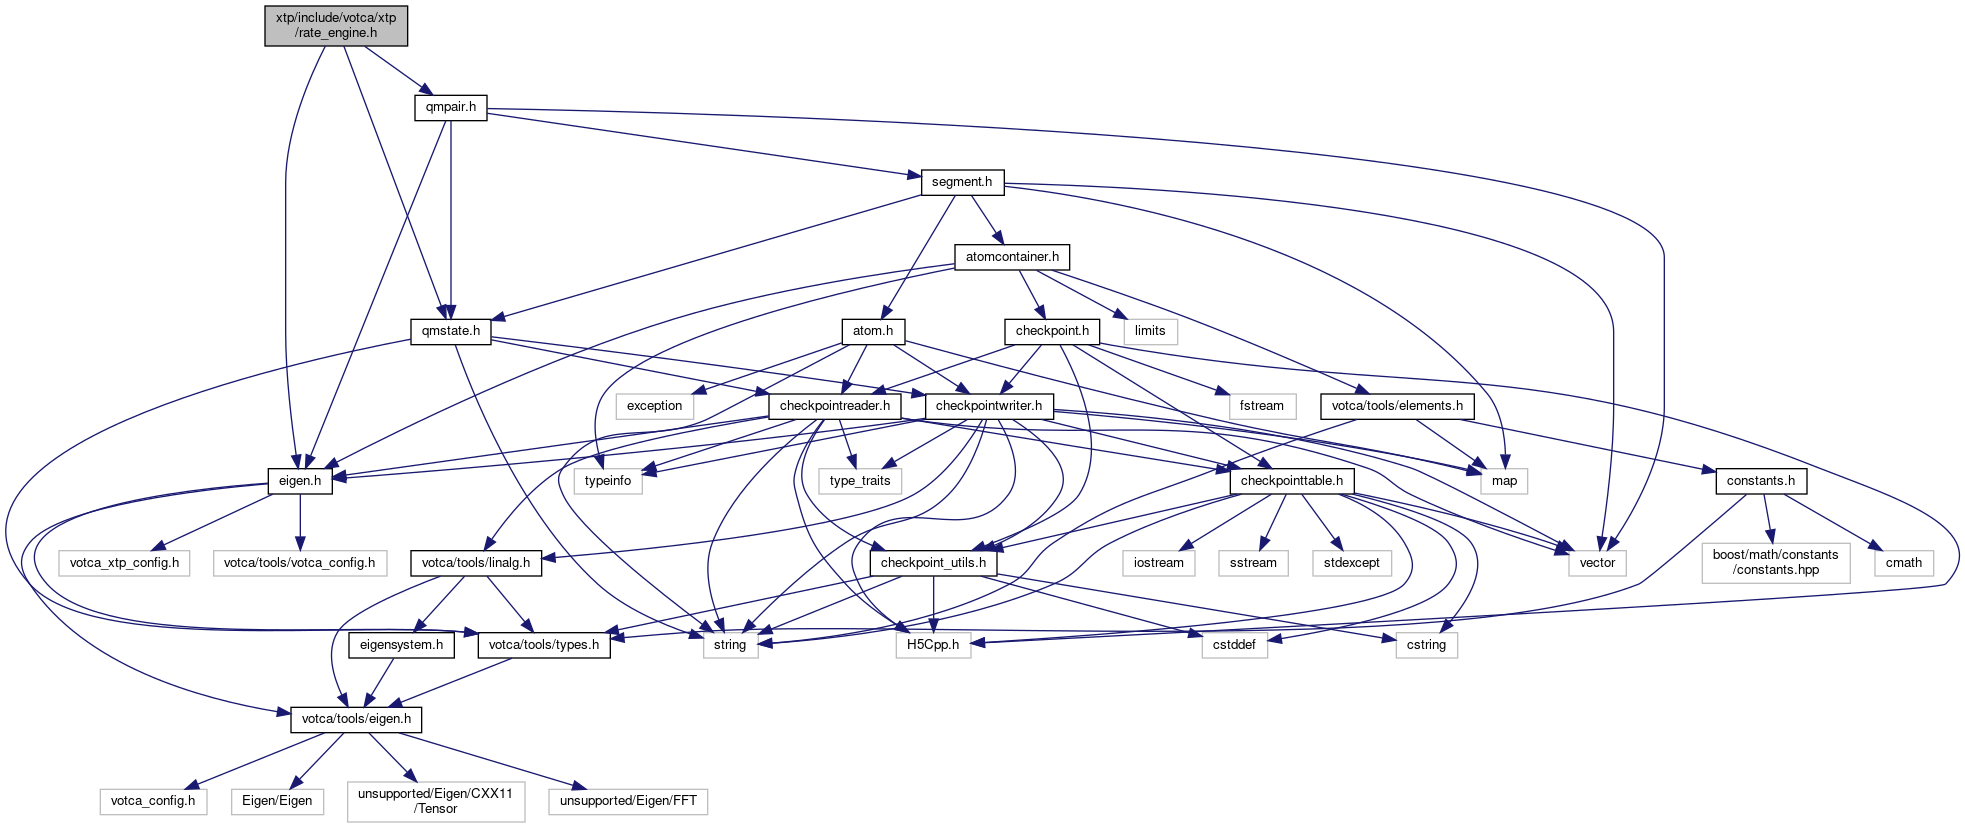 xtp/include/votca/xtp
/rate_engine.h
qmpair.h
segment.h
atomcontainer.h
qmstate.h
atom.h
checkpoint.h
limits
exception
checkpointreader.h
checkpointwriter.h
fstream
votca/tools/elements.h
eigen.h
typeinfo
type_traits
checkpointtable.h
map
constants.h
votca_xtp_config.h
votca/tools/votca_config.h
votca/tools/linalg.h
checkpoint_utils.h
iostream
sstream
stdexcept
vector
boost/math/constants
/constants.hpp
cmath
eigensystem.h
votca/tools/types.h
string
H5Cpp.h
cstddef
cstring
votca/tools/eigen.h
votca_config.h
Eigen/Eigen
unsupported/Eigen/CXX11
/Tensor
unsupported/Eigen/FFT